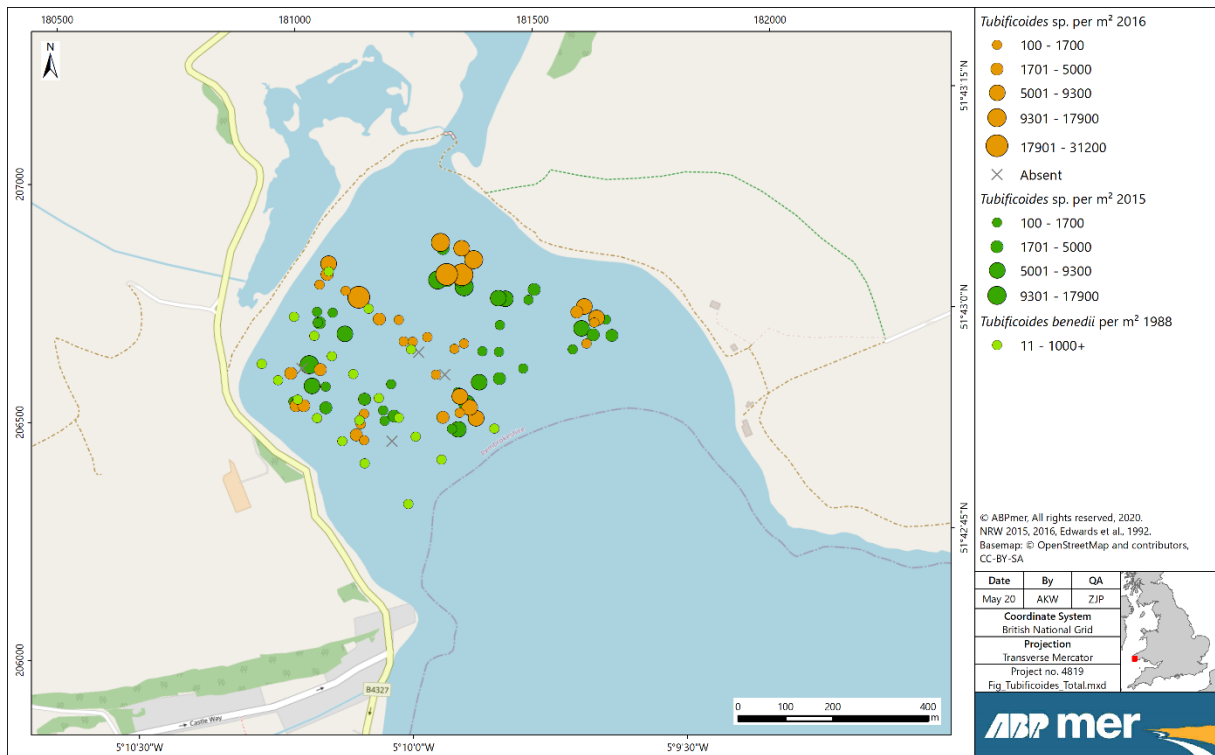 180500
181000
181500
182000
N
207000
206500
206000
51°43'15"N
51°43'0"N
51°42'45"N
5°10'30"W
5°10'0"W
5°9'30"W
Pembrokeshire
B4327
Castle Way
0 100 200 400
m
Tubificoides sp. per m² 2016
100 - 1700
1701 - 5000
5001 - 9300
9301 - 17900
17901 - 31200
Absent
Tubificoides sp. per m² 2015
100 - 1700
1701 - 5000
5001 - 9300
9301 - 17900
Tubificoides benedii per m² 1988
11 - 1000+
© ABPmer, All rights reserved, 2020.
NRW 2015, 2016, Edwards et al., 1992.
Basemap: © OpenStreetMap and contributors,
CC-BY-SA
Date By QA
May 20 AKW ZJP
Coordinate System
British National Grid
Projection
Transverse Mercator
Project no. 4819
Fig_Tubificoides_Total.mxd
ABPmer